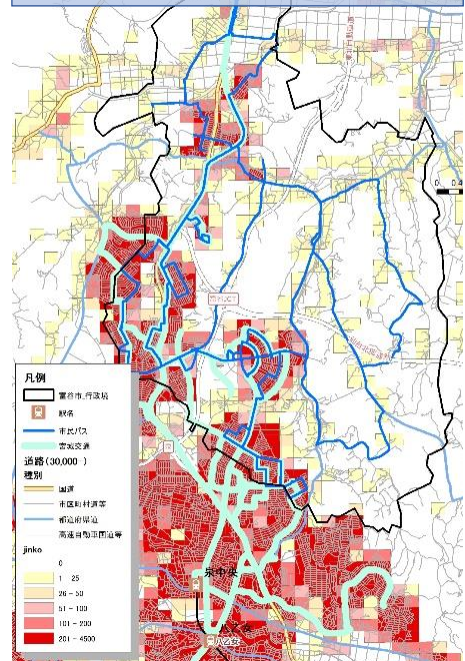 凡例
富谷市_行政境
駅名
市民バス
宮城交通
道路(30,000-)
種別
国道
市区町村道等
都道府県道
高速自動車国道等
jinko
0
1 - 25
26 - 50
51 - 100
101 - 200
201 - 4500
泉中央
八乙女